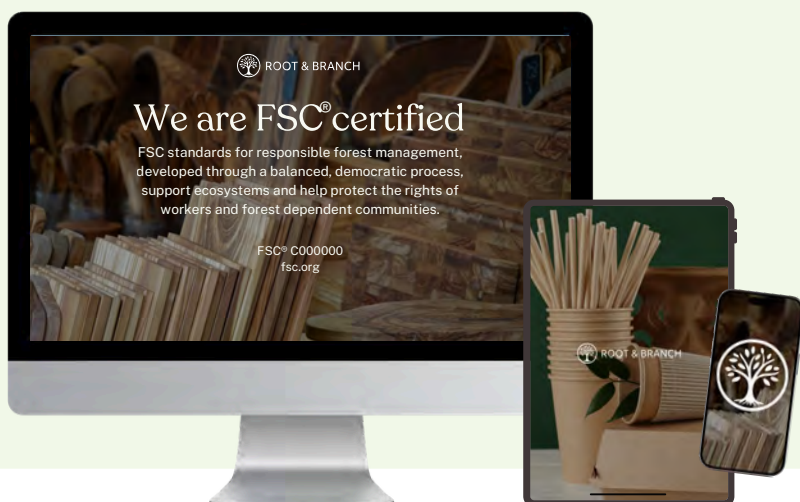 ROOT & BRANCH
We are FSC® certified
FSC standards for responsible forest management,
developed through a balanced, democratic process,
support ecosystems and help protect the rights of
workers and forest dependent communities.
FSC® C000000
fsc.org
ROOT & BRANCH